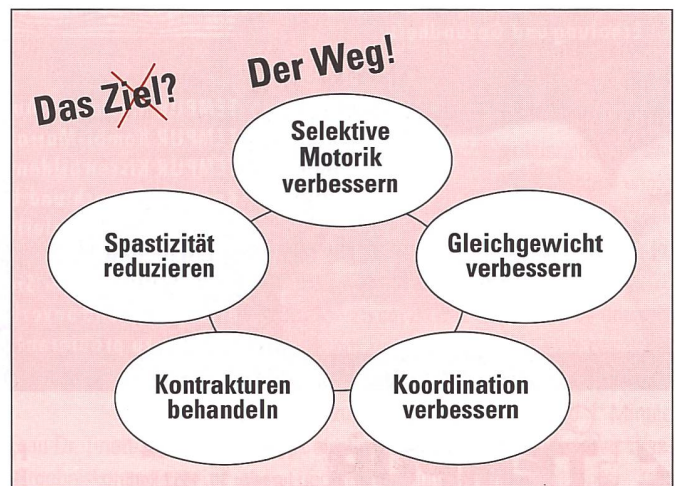 Das Ziel?
Der Weg!
Selektive
Motorik
verbessern
Spastizität
reduzieren
Gleichgewicht
verbessern
Kontrakturen
behandeln
Koordination
verbessern